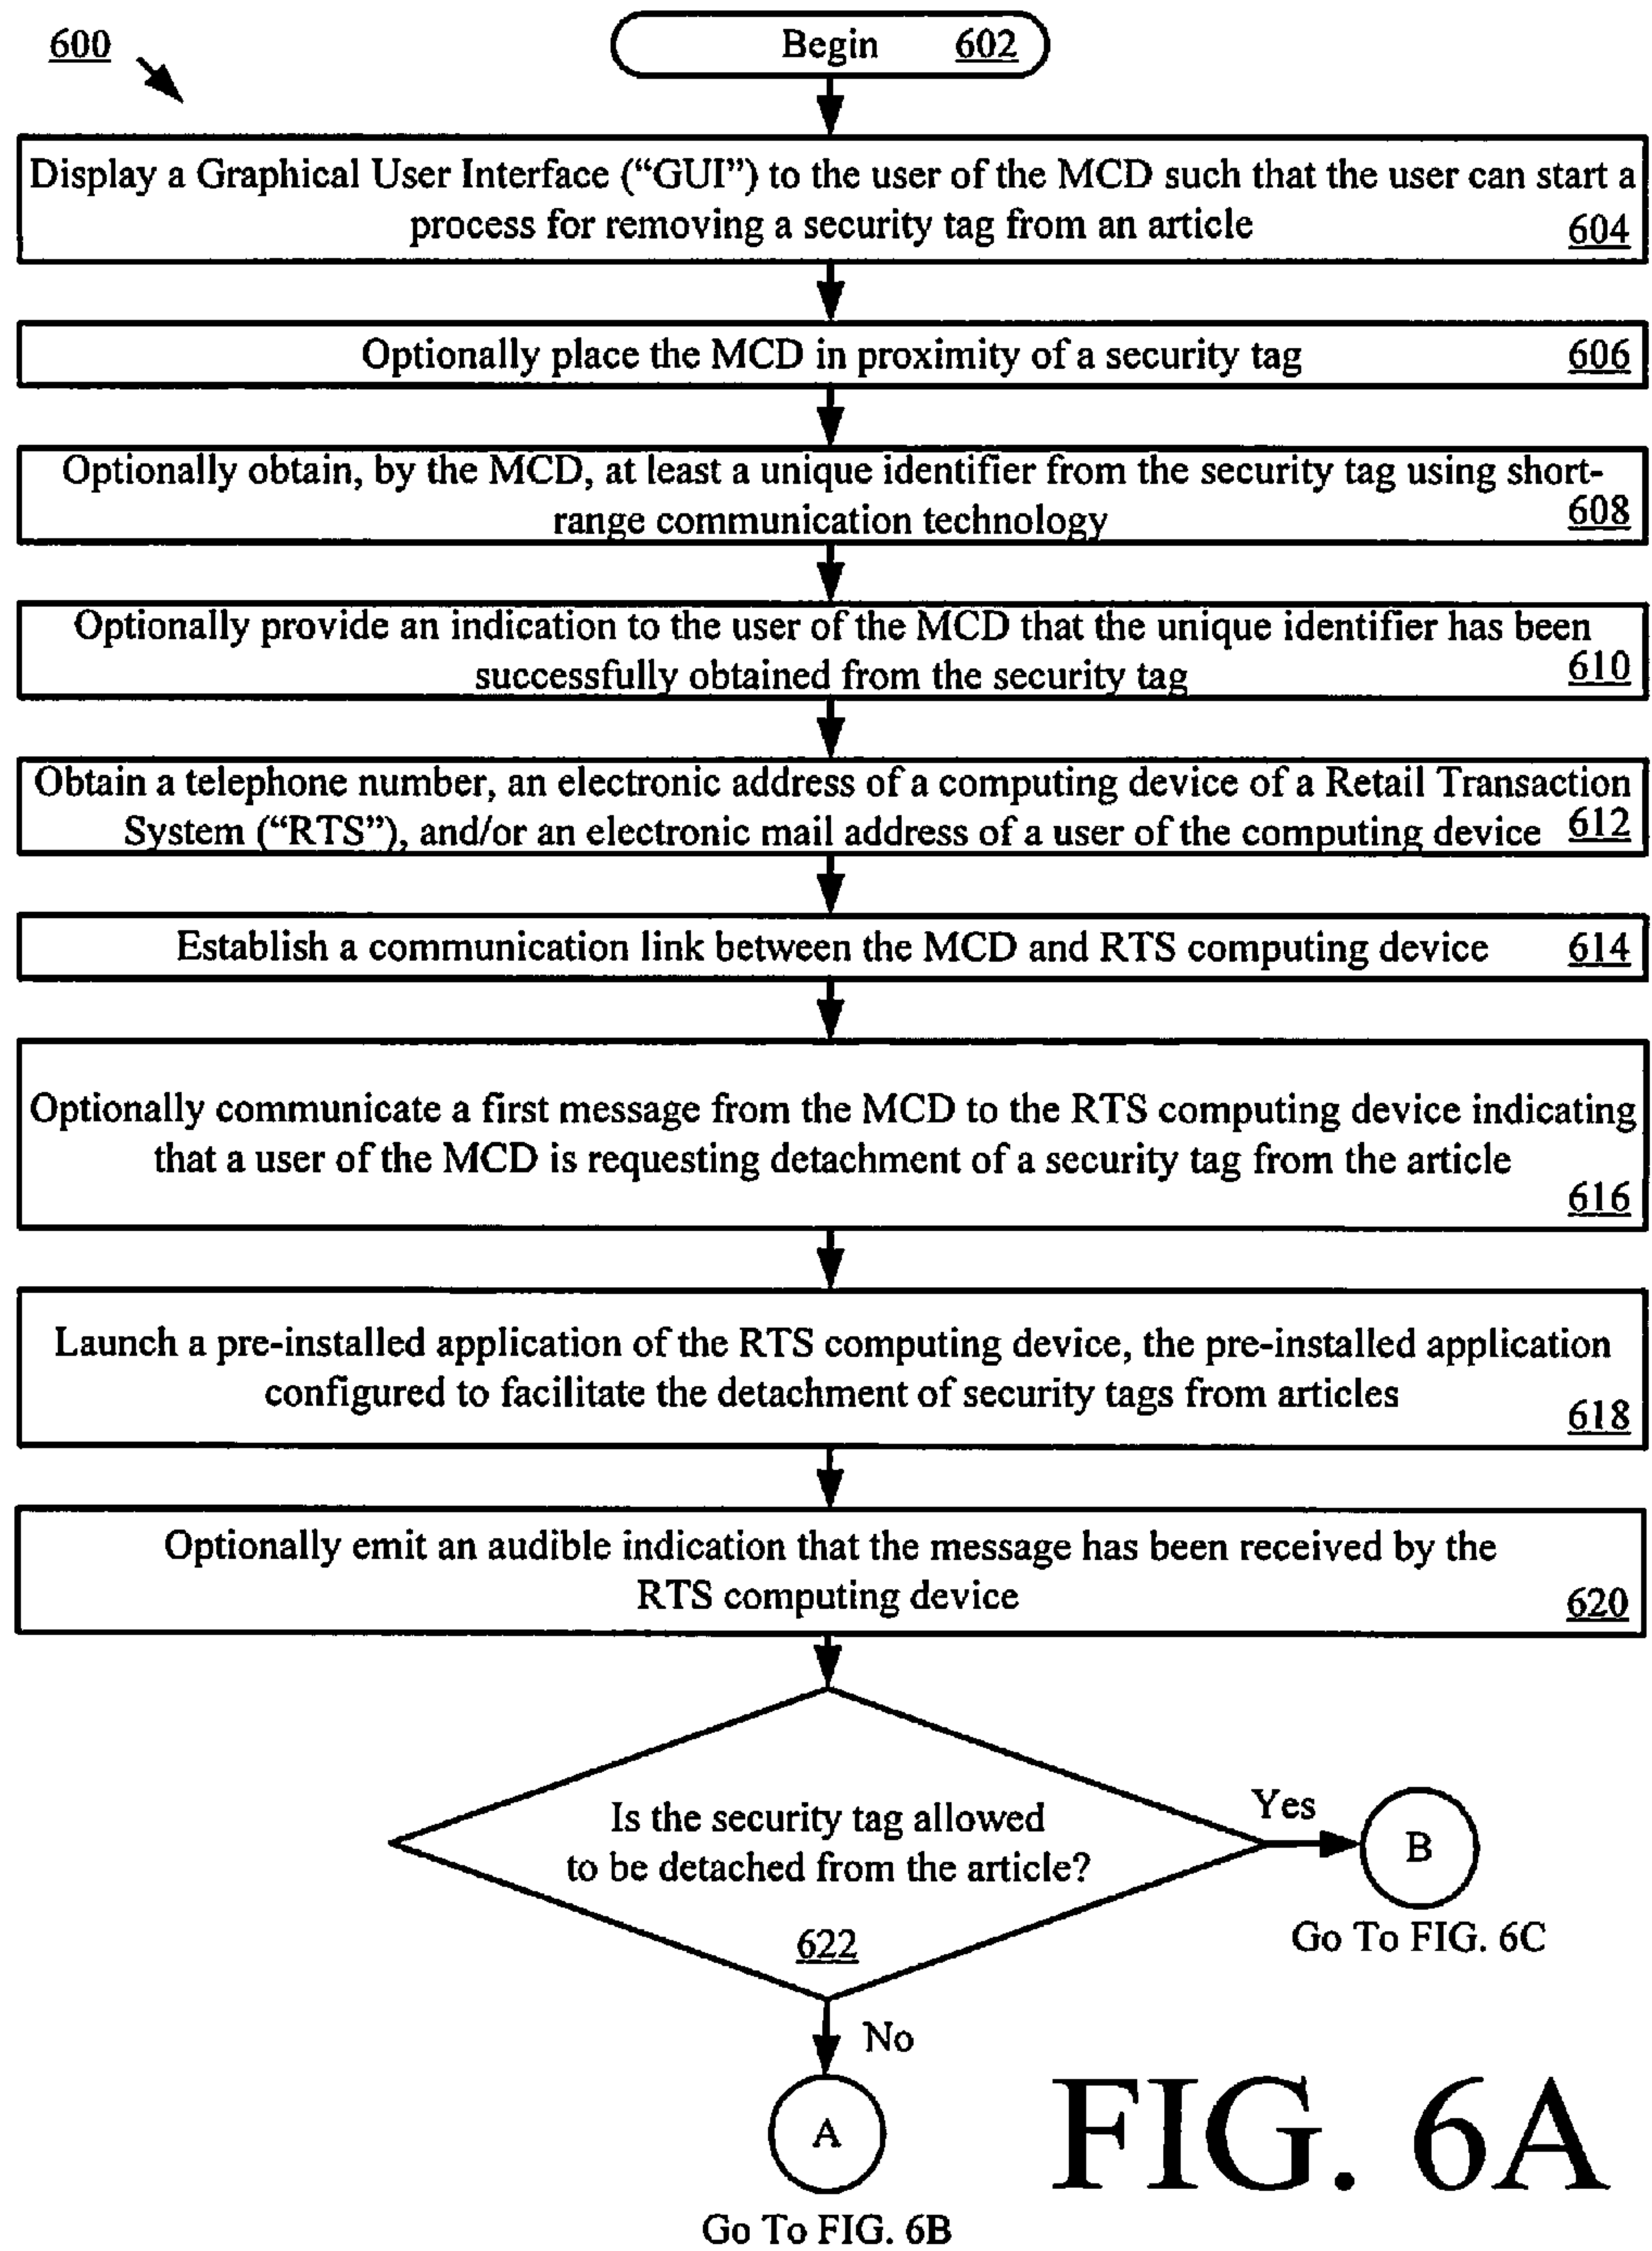 600
Begin 602
Display a Graphical User Interface (“GUI”) to the user of the MCD such that the user can start a
process for removing a security tag from an article 604
Optionally place the MCD in proximity of a security tag 606
Optionally obtain, by the MCD, at least a unique identifier from the security tag using short-
range communication technology 608
Optionally provide an indication to the user of the MCD that the unique identifier has been
successfully obtained from the security tag 610
Obtain a telephone number, an electronic address of a computing device of a Retail Transaction
System (“RTS”), and/or an electronic mail address of a user of the computing device 612
Establish a communication link between the MCD and RTS computing device 614
Optionally communicate a first message from the MCD to the RTS computing device indicating
that a user of the MCD is requesting detachment of a security tag from the article
616
Launch a pre-installed application of the RTS computing device, the pre-installed application
configured to facilitate the detachment of security tags from articles
618
Optionally emit an audible indication that the message has been received by the
RTS computing device 620
Is the security tag allowed
to be detached from the article?
622
Yes
B
Go To FIG. 6C
No
A
Go To FIG. 6B
FIG. 6A